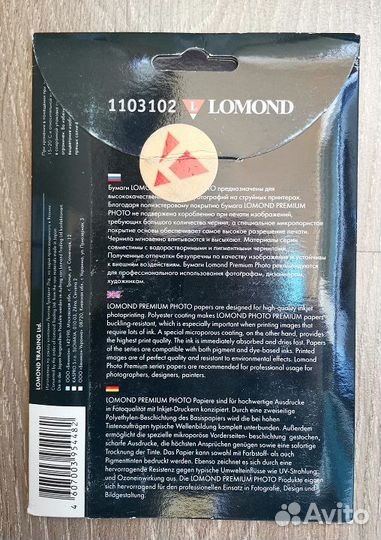 1103102 L LOMOND
Бумаги LOMOND PHOTO предназначены для
высококачественной фотографий на струйных принтерах.
Благодаря полиэстеровому покрытию бумаги LOMOND PREMIUM
PHOTO не подвержена короблению при печати изображений,
требующих большого количество чернил, а специальное микропористое
покрытие основы обеспечивает самое высокое разрешение печати.
Чернила мгновенно впитываются и высыхают. Материалы серии
совместимы с водорастворимыми и пигментными чернилами.
Полученные отпечатки безупречны по качеству изображения и устойчивы
к внешним воздействиям. Бумаги Lomond Premium Photo рекомендуются
для профессионального использования фотографами, дизайнерами,
художниками.
LOMOND PREMIUM PHOTO papers are designed for high-quality inkjet
photoprinting. Polyester coating makes LOMOND PREMIUM PHOTO papers
buckling-resistant, which is especially important when printing images that
require lots of ink. A special microporous coating, on the other hand, provides
the highest print quality. The ink is immediately absorbed and dries fast. Papers
of the series are compatible with both pigment and dye-based inks. Printed
images are of perfect quality and resistant to environmental effects. Lomond
Photo Premium series papers are recommended for professional usage for
photographers, designers, painters.
LOMOND PREMIUM PHOTO Papiere sind für hochwertige Ausdrucke
in Fotoqualität mit Inkjet-Druckern konzipiert. Durch eine zweiseitige
Polyethylen-Beschichtung des Basispapiers wird die bei hohen
Tintenaufträgen typische Wellenbildung komplett unterbunden. Außerdem
ermöglicht die spezielle mikroporöse Vorderseiten- beschichtung gestochen,
scharfe Ausdrucke, die höchsten Ansprüchen genügen sowie eine sofortige
Trocknung der Tinte. Das Papier kann sowohl mit Farbstoff- als auch
Pigmenttinten bedruckt werden. Ebenso zeichnet es sich durch eine
hervorragende Resistenz gegen typische Umwelteinflüsse wie UV-Strahlung
und Ozoneinwirkung aus. Die LOMOND PREMIUM PHOTO Produkte eignen
sich hervorragend für den professionellen Einsatz in Fotografie, Design und
Bildgestaltung.
LOMOND TRADING Ltd.
4 607003 954482
Avito